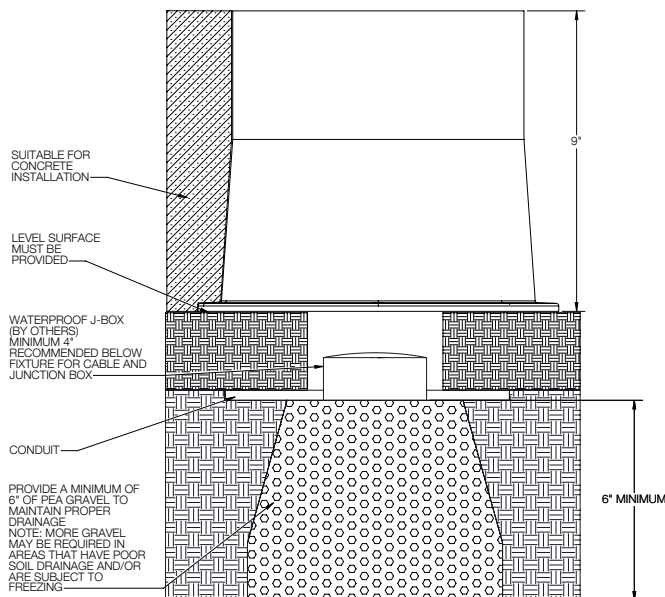 9"
SUITABLE FOR
CONCRETE
INSTALLATION
LEVEL SURFACE
MUST BE
PROVIDED
WATERPROOF J-BOX
(BY OTHERS)
MINIMUM 4"
RECOMMENDED BELOW
FIXTURE FOR CABLE AND
JUNCTION BOX
CONDUIT
PROVIDE A MINIMUM OF
6" OF PEA GRAVEL TO
MAINTAIN PROPER
DRAINAGE
NOTE: MORE GRAVEL
MAY BE REQUIRED IN
AREAS THAT HAVE POOR
SOIL DRAINAGE AND/OR
ARE SUBJECT TO
FREEZING
6" MINIMUM